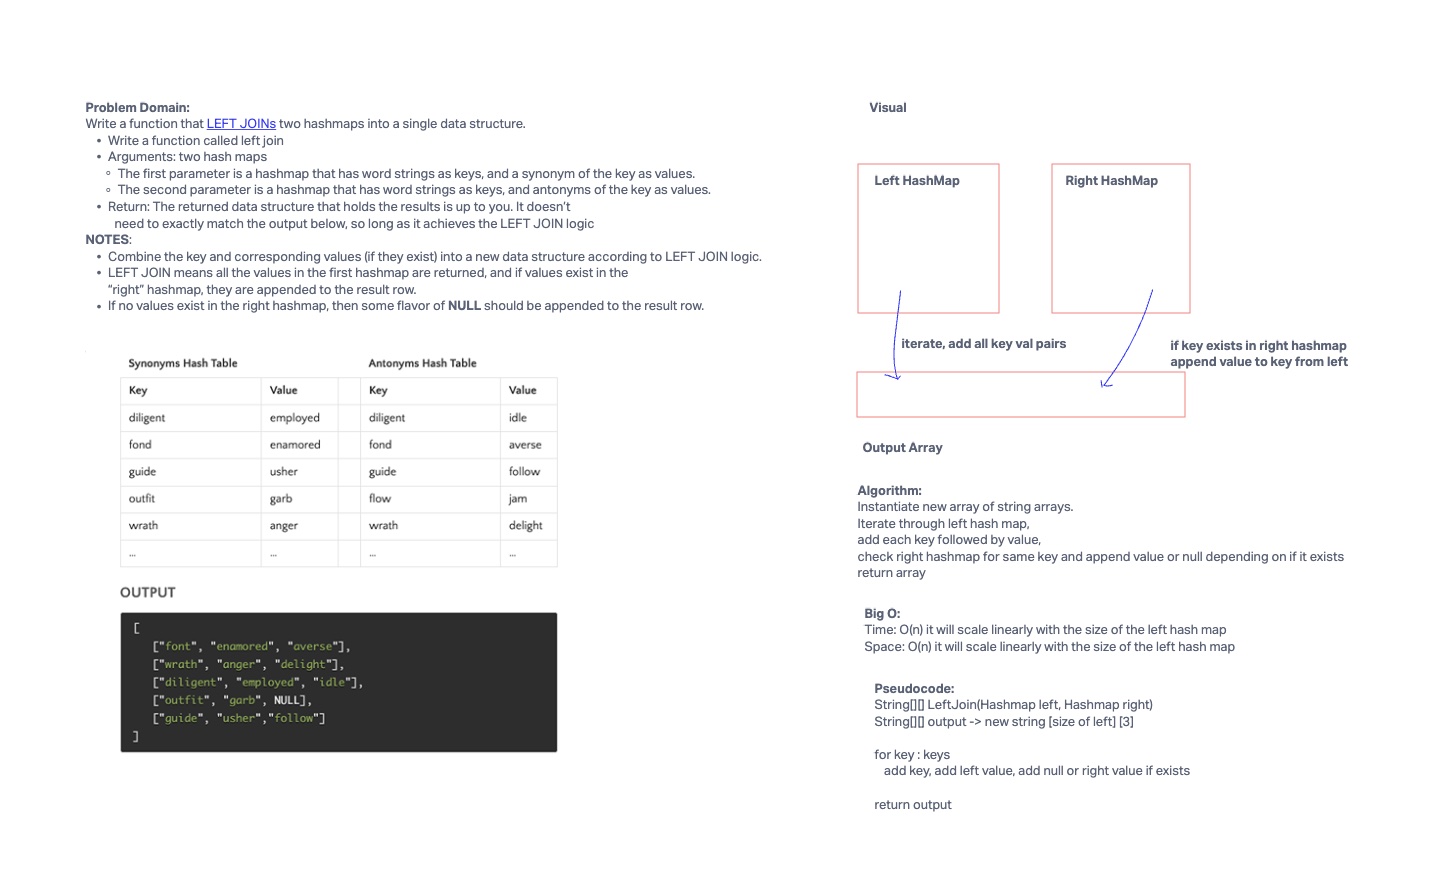 Problem Domain:
Write a function that LEFT JOINs two hashmaps into a single data structure.
• Write a function called left join
• Arguments: two hash maps
◦ The first parameter is a hashmap that has word strings as keys, and a synonym of the key as values.
◦ The second parameter is a hashmap that has word strings as keys, and antonyms of the key as values.
• Return: The returned data structure that holds the results is up to you. It doesn't
need to exactly match the output below, so long as it achieves the LEFT JOIN logic
NOTES:
• Combine the key and corresponding values (if they exist) into a new data structure according to LEFT JOIN logic.
• LEFT JOIN means all the values in the first hashmap are returned, and if values exist in the
“right” hashmap, they are appended to the result row.
• If no values exist in the right hashmap, then some flavor of NULL should be appended to the result row.
Synonyms Hash Table Antonyms Hash Table
Key Value Key Value
diligent employed diligent idle
fond enamored fond averse
guide usher guide follow
outfit garb flow jam
wrath anger wrath delight
... ... ... ...
OUTPUT
[
["font", "enamored", "averse"],
["wrath", "anger", "delight"],
["diligent", "employed", "idle"],
["outfit", "garb", NULL],
["guide", "usher","follow"]
]
Visual
Left HashMap
Right HashMap
iterate, add all key val pairs
if key exists in right hashmap
append value to key from left
Output Array
Algorithm:
Instantiate new array of string arrays.
Iterate through left hash map,
add each key followed by value,
check right hashmap for same key and append value or null depending on if it exists
return array
Big O:
Time: O(n) it will scale linearly with the size of the left hash map
Space: O(n) it will scale linearly with the size of the left hash map
Pseudocode:
String[][] LeftJoin(Hashmap left, Hashmap right)
String[][] output -> new string [size of left] [3]
for key : keys
add key, add left value, add null or right value if exists
return output